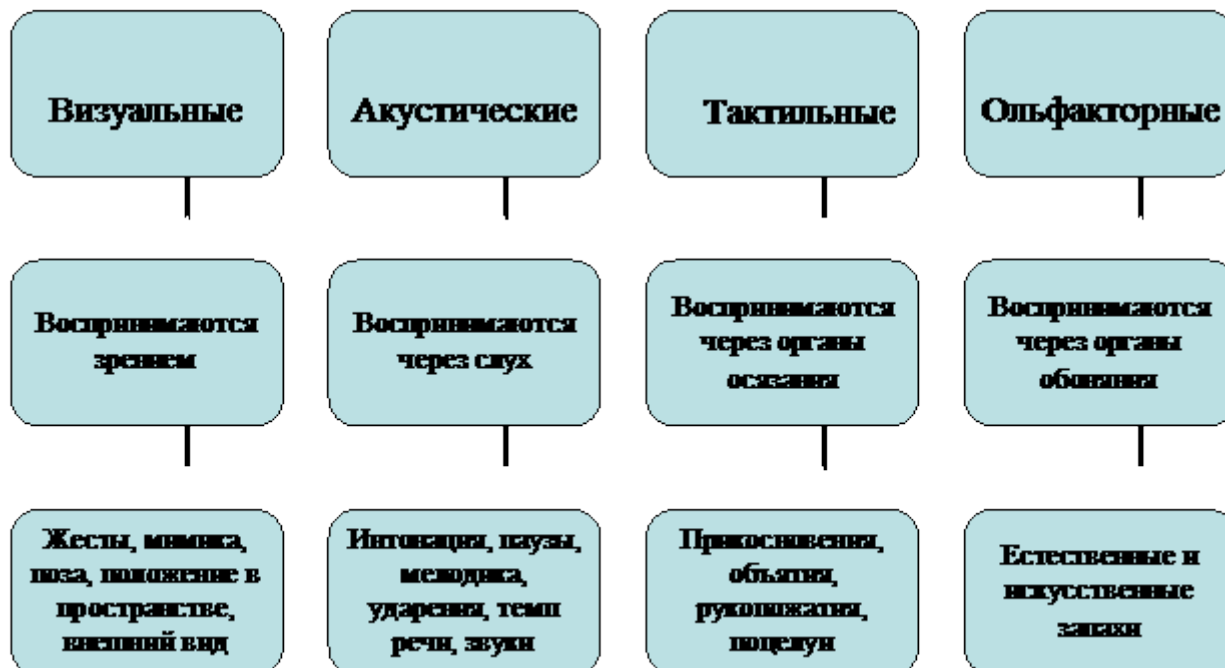 Визуальные
Акустические
Тактильные
Ольфакторные
Воспринимаются
зрением
Воспринимаются
через слух
Воспринимаются
через органы
осязания
Воспринимаются
через органы
обоняния
Жесты, мимика,
поза, положение в
пространстве,
внешний вид
Интонация, паузы,
мелодика,
ударения, темп
речи, звуки
Прикосновения,
объятия,
рукопожатия,
поцелуи
Естественные и
искусственные
запахи